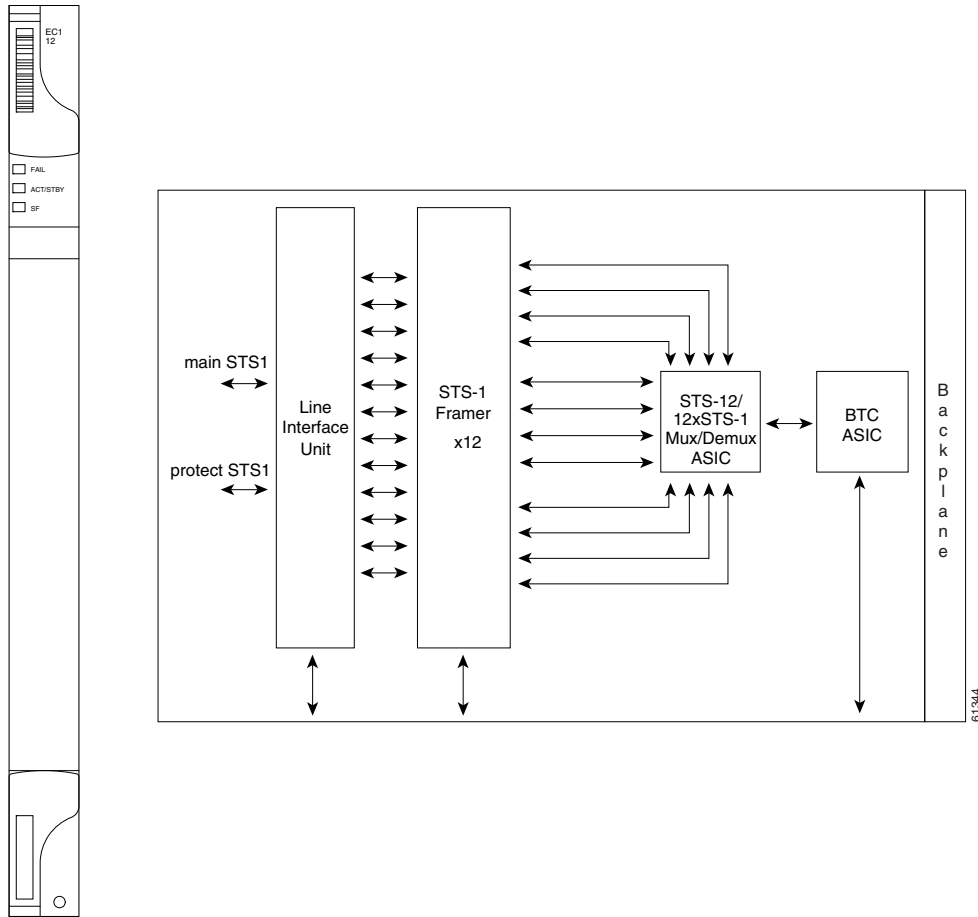 EC1
12
FAIL
ACT/STBY
SF
main STS1
protect STS1
Line
Interface
Unit
STS-1
Framer
x12
STS-12/
12xSTS-1
Mux/Demux
ASIC
BTC
ASIC
Backplane
61344